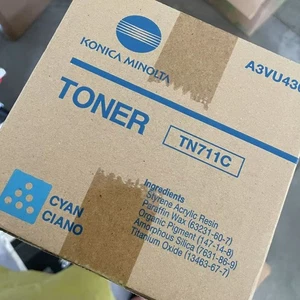 KONICA MINOLTA
A3VU430
TONER
TN711C
CYAN
CIANO
Ingredients
Styrene Acrylic Resin
Paraffin Wax (63231-60-7)
Organic Pigment (147-14-8)
Amorphous Silica (7631-86-9)
Titanium Oxide (13463-67-7)